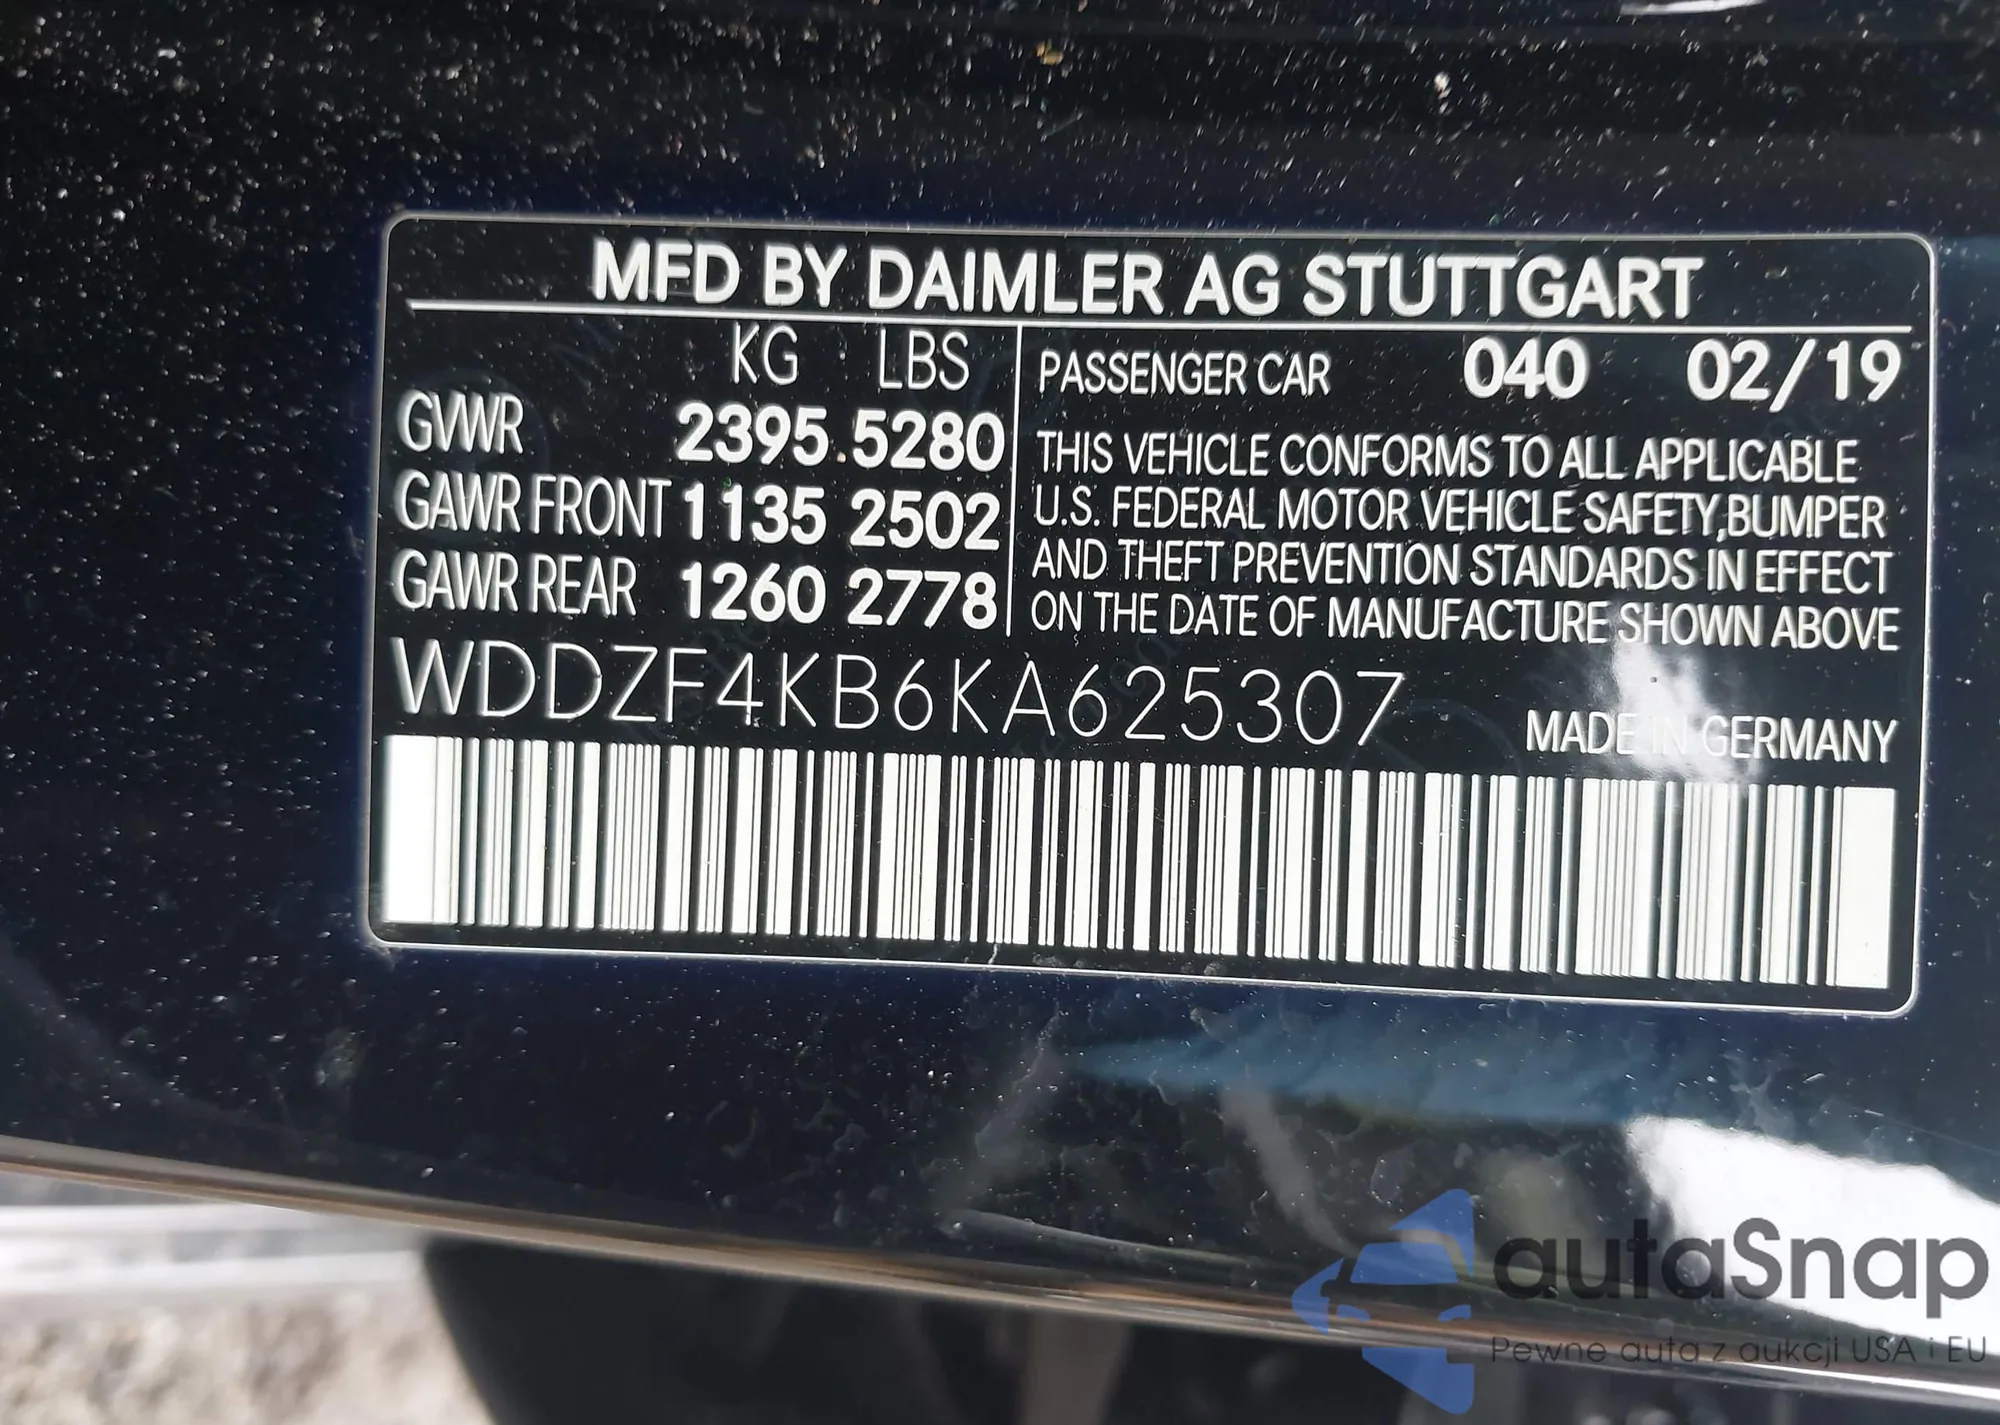 MFD BY DAIMLER AG STUTTGART
KG LBS
GVWR 2395 5280
GAWR FRONT 1135 2502
GAWR REAR 1260 2778
PASSENGER CAR 040 02/19
THIS VEHICLE CONFORMS TO ALL APPLICABLE
U.S. FEDERAL MOTOR VEHICLE SAFETY,BUMPER
AND THEFT PREVENTION STANDARDS IN EFFECT
ON THE DATE OF MANUFACTURE SHOWN ABOVE
WDDZF4KB6KA625307
MADE IN GERMANY
autaSnap
Pewne auta z aukcji USA i EU